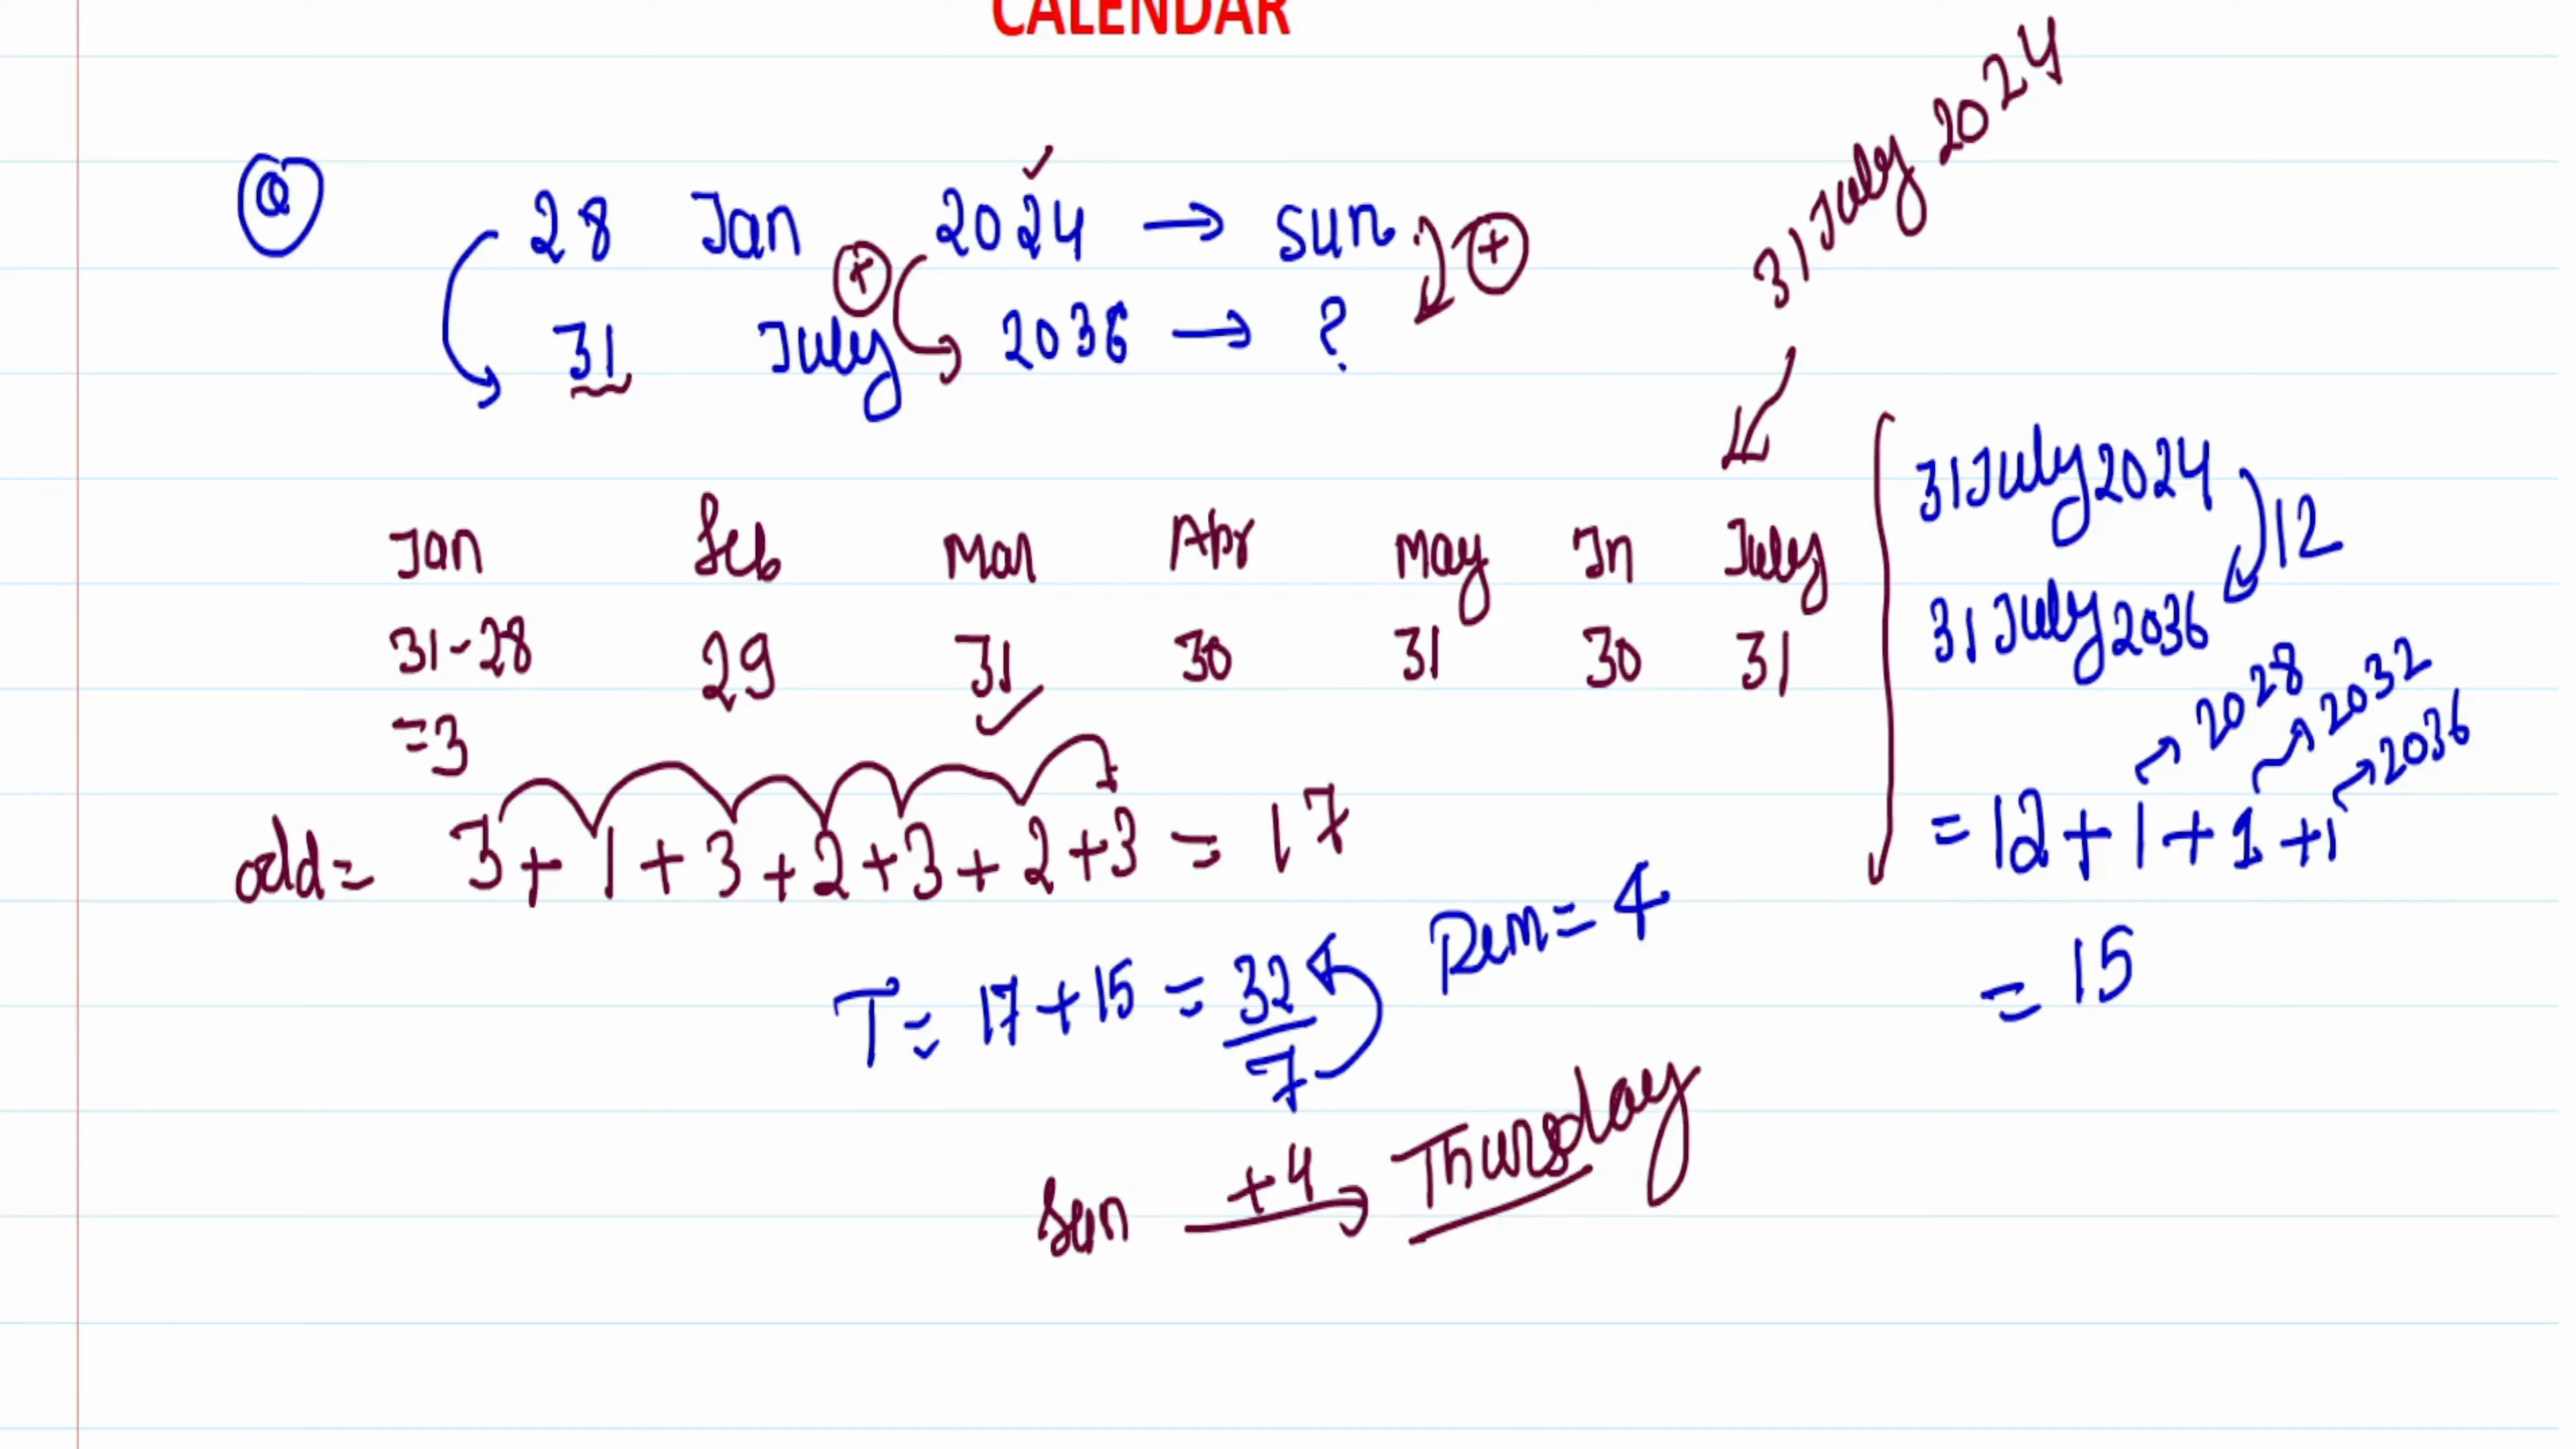 CALENDAR
Q
28 Jan 2024 → sun +
31 July + 2036 → ?
31 July 2024
Jan Feb Mar Apr May Jn July
31-28 29 31 30 31 30 31
=3
odd= 3+1+3+2+3+2+3 = 17
T= 17+15 = 32/7 Rem=4
Sun +4 → Thursday
31 July 2024
12
31 July 2036
→ 2028 → 2032 → 2036
= 12+1+1+1
= 15